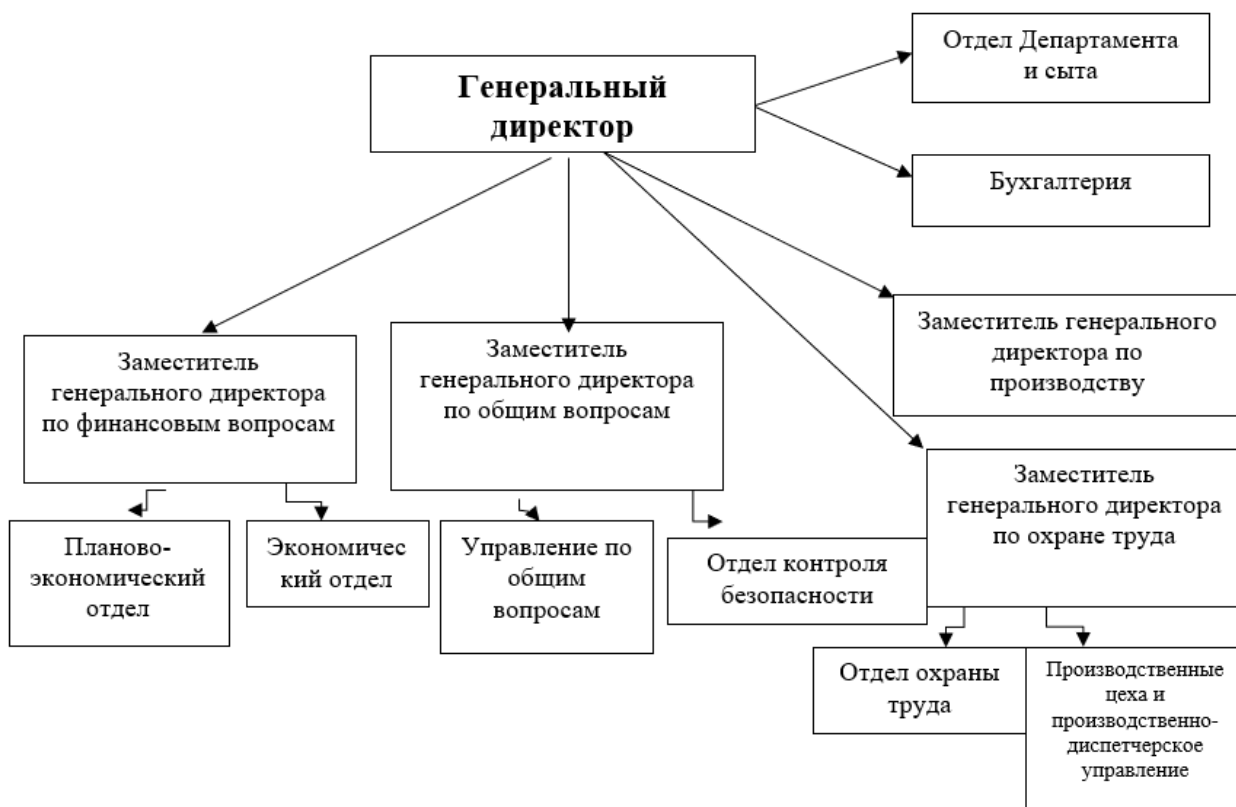 Отдел Департамента
и сыта
Генеральный
директор
Бухгалтерия
Заместитель генерального
директора по
производству
Заместитель
генерального директора
по финансовым вопросам
Заместитель
генерального директора
по общим вопросам
Заместитель
генерального директора
по охране труда
Планово-
экономический
отдел
Экономичес
кий отдел
Управление по
общим
вопросам
Отдел контроля
безопасности
Отдел охраны
труда
Производственные
цеха и
производственно-
диспетчерское
управление